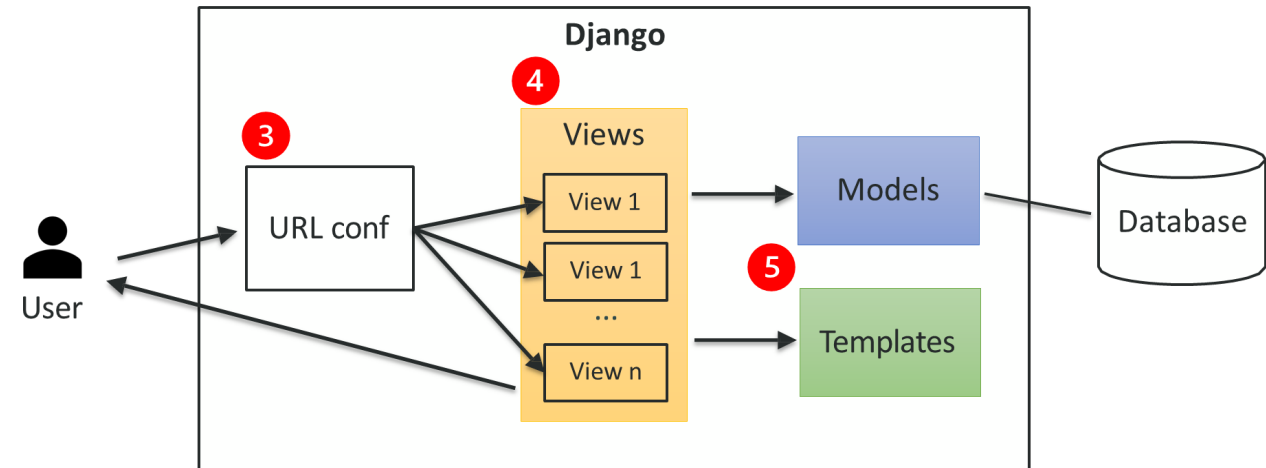 Django
4
3
Views
View 1
Models
URL conf
Database
View 1
5
User
...
Templates
View n